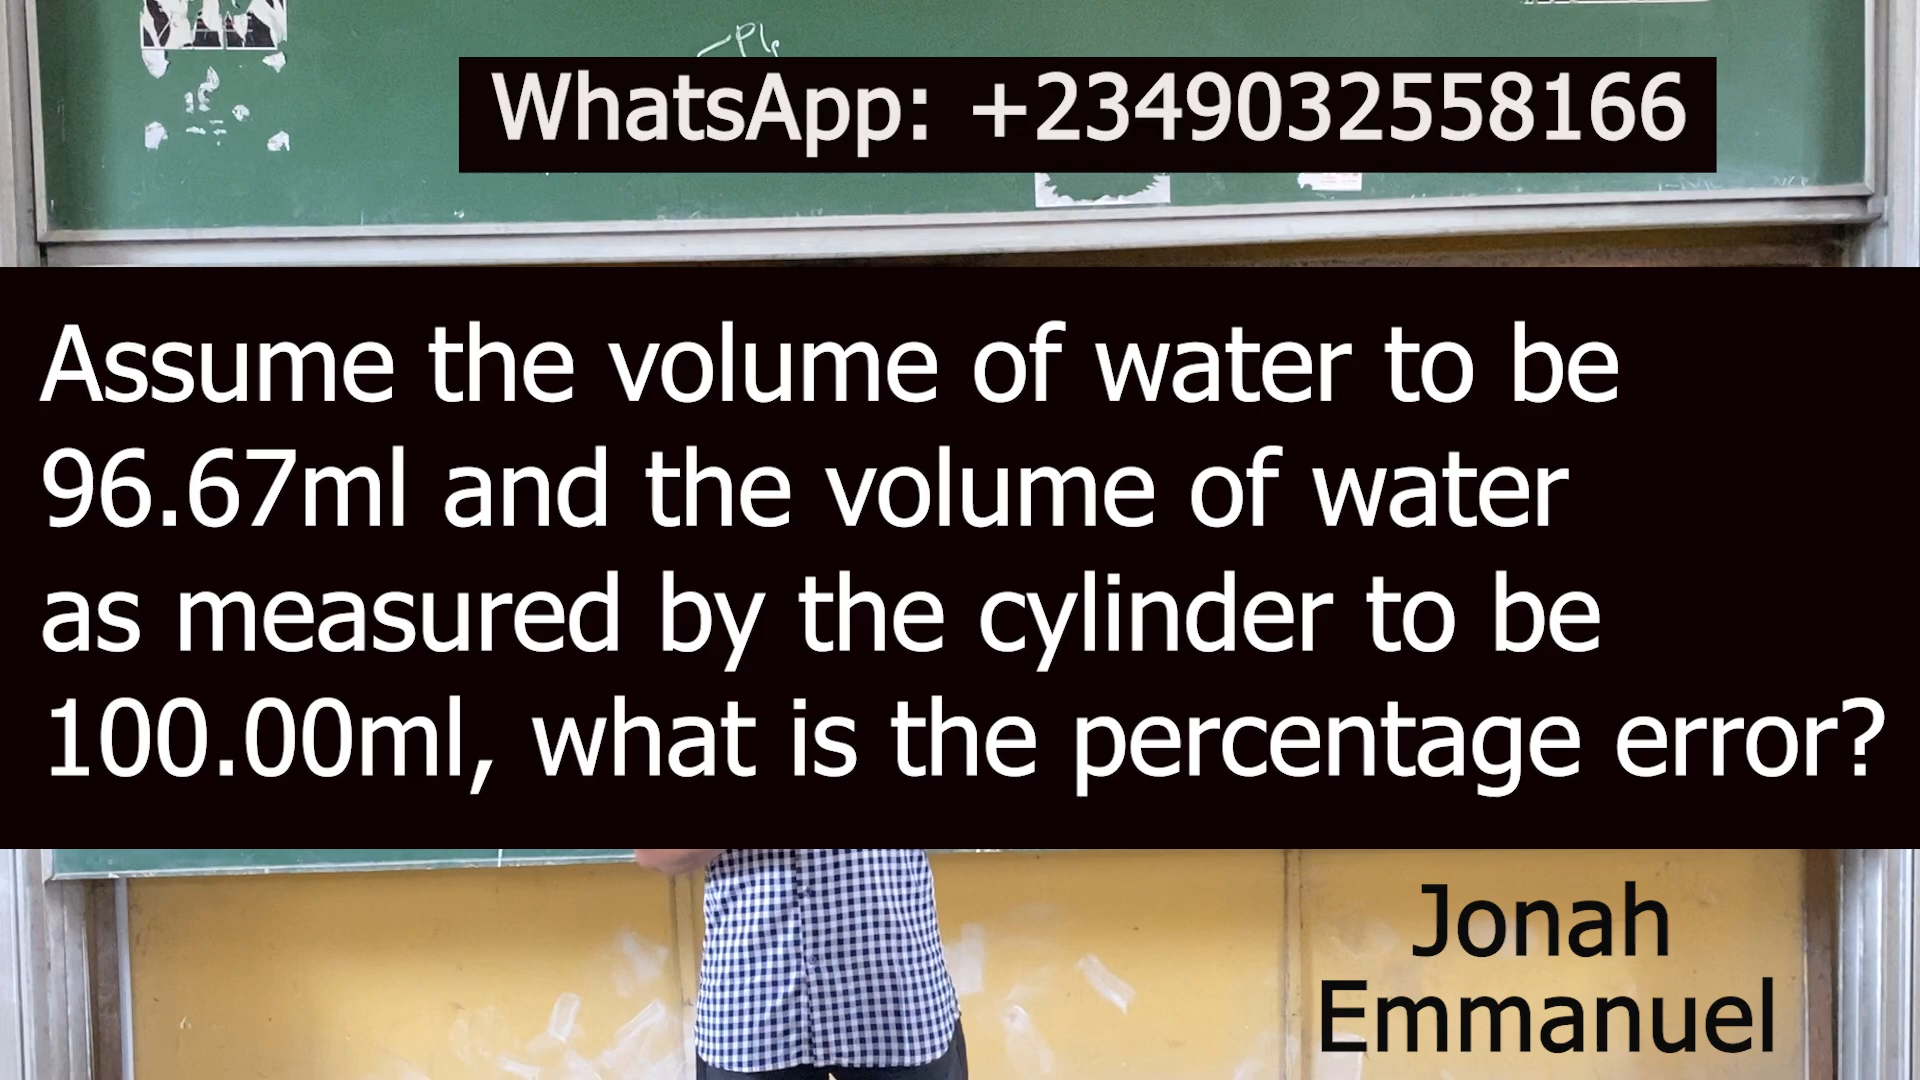 WhatsApp: +2349032558166
Assume the volume of water to be
96.67ml and the volume of water
as measured by the cylinder to be
100.00ml, what is the percentage error?
Jonah
Emmanuel